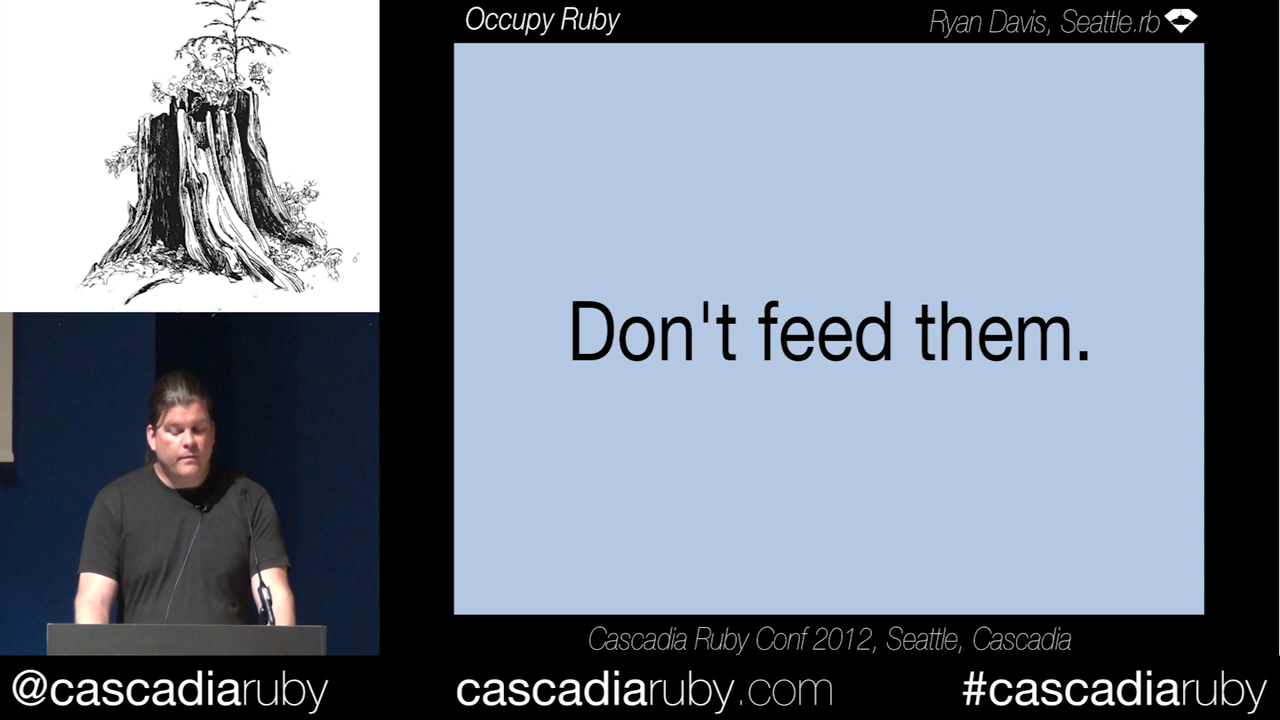 Occupy Ruby
Ryan Davis, Seattle.rb
Don't feed them.
Cascadia Ruby Conf 2012, Seattle, Cascadia
@cascadiaruby
cascadiaruby.com
#cascadiaruby